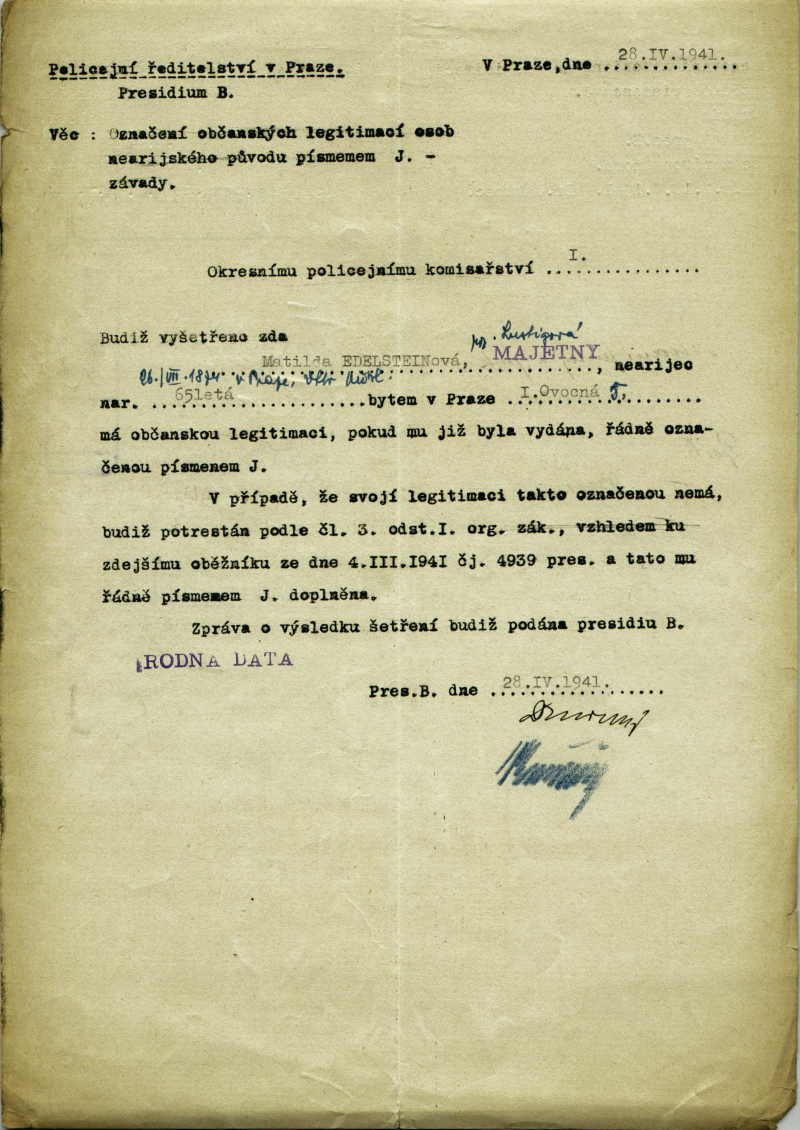 Policejní ředitelství v Praze.
Presidium B.
V Praze, dne 28.IV.1941.
Věc : Označení občanských legitimací osob
nearijského původu písmemem J. -
závady.
Okresnímu policejnímu komisařství I.
Budiž vyšetřeno zda
Matilda EDELSTEINová, MAJETNY, nearijec
26./VII.
nar. 65letá bytem v Praze I.Ovocná 5,
má občanskou legitimaci, pokud mu již byla vydána, řádně ozna-
čenou písmenem J.
V případě, že svojí legitimaci takto označenou nemá,
budiž potrestán podle čl. 3. odst.I. org. zák., vzhledem ku
zdejšímu oběžníku ze dne 4.III.1941 čj. 4939 pres. a tato mu
řádně písmenem J. doplněna.
Zpráva o výsledku šetření budiž podána presidiu B.
RODNA DATA
Pres.B. dne 28.IV.1941.